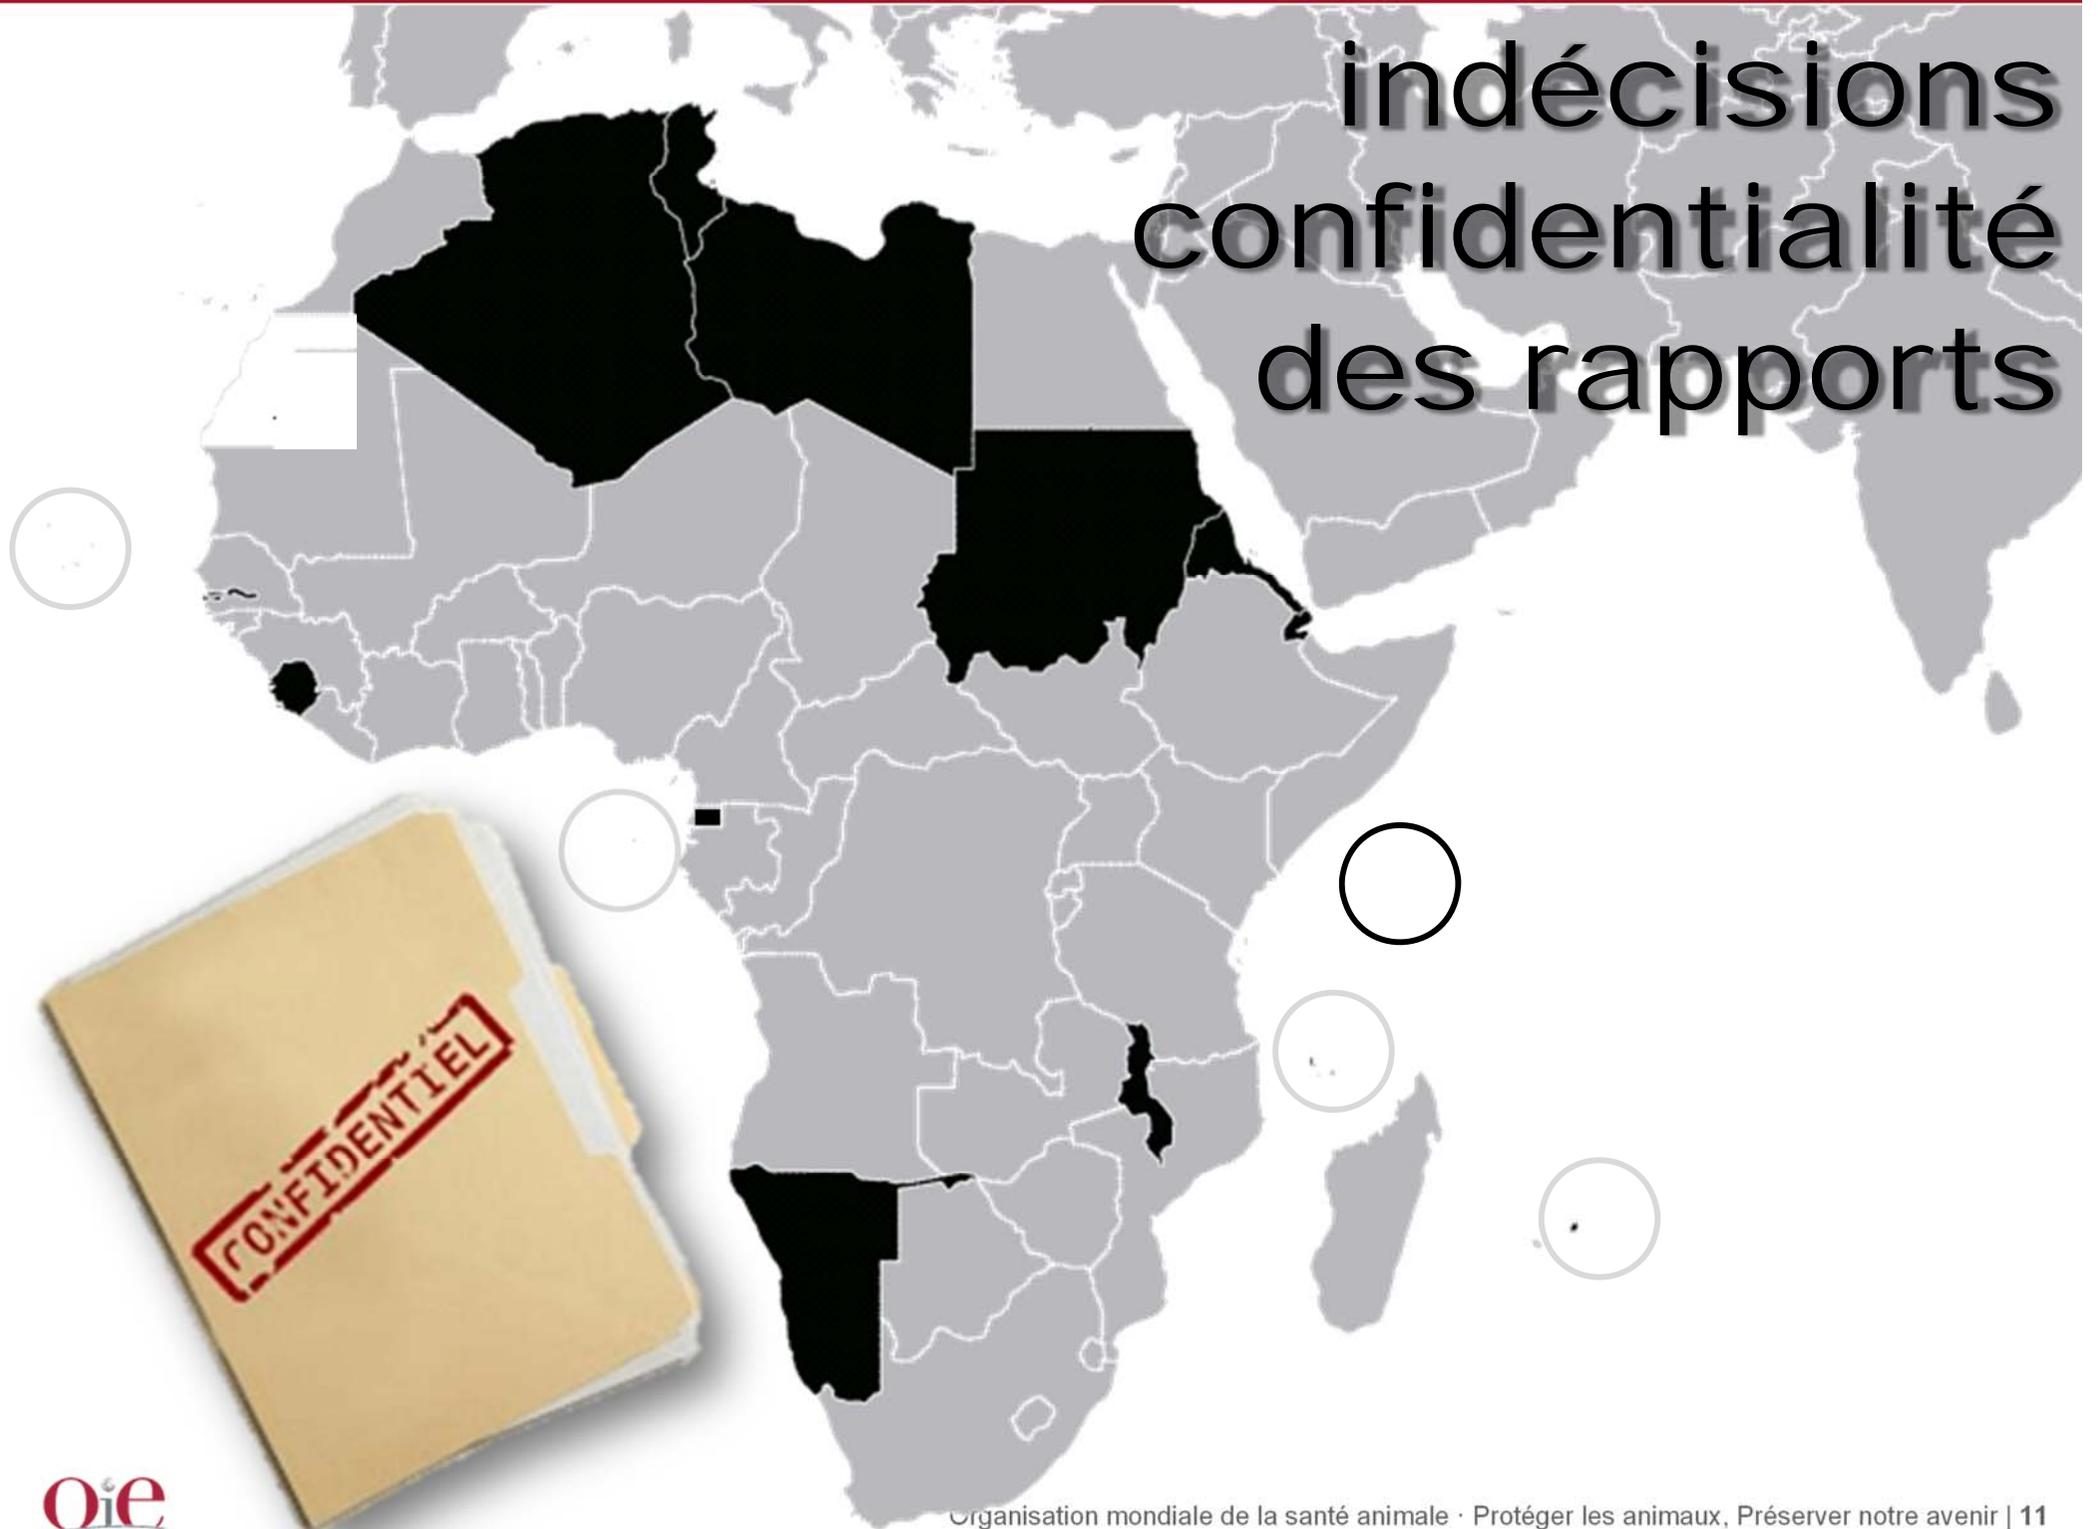 indécisions
confidentialité
des rapports
CONFIDENTIEL
Oie
Organisation mondiale de la santé animale · Protéger les animaux, Préserver notre avenir | 11